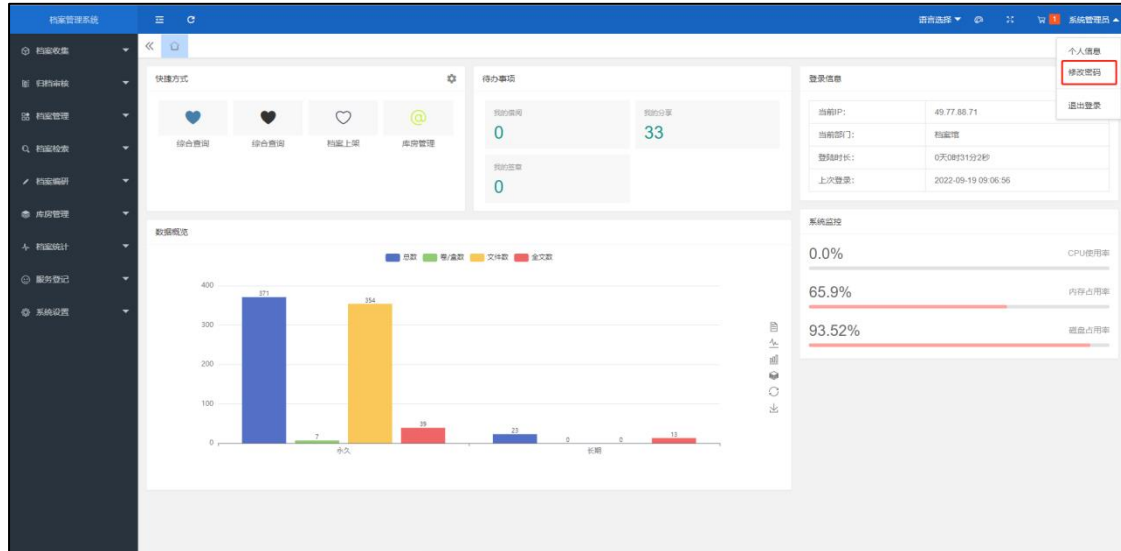 档案管理系统
语言选择
1
系统管理员
个人信息
修改密码
退出登录
档案收集
归档审核
档案管理
档案检索
档案编研
库房管理
档案统计
服务登记
系统设置
快捷方式
综合查询
综合查询
档案上架
@
库房管理
待办事项
我的借阅
0
我的分享
33
我的签章
0
登录信息
当前IP: 49.77.88.71
当前部门: 档案馆
登陆时长: 0天0时31分2秒
上次登录: 2022-09-19 09:06:56
系统监控
0.0% CPU使用率
65.9% 内存占用率
93.52% 磁盘占用率
数据概览
总数 卷/盒数 文件数 全文数
400
300
200
100
0
371
7
354
39
23
0
0
13
永久
长期